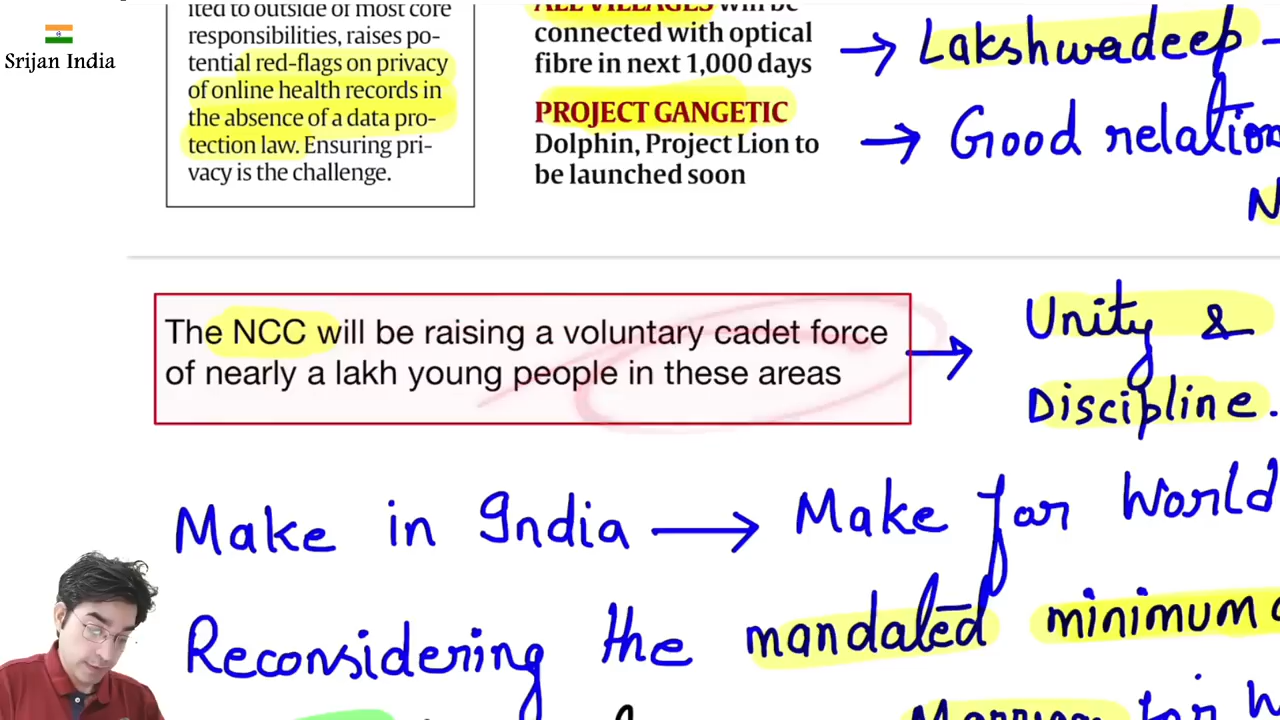 Srijan India
ited to outside of most core
responsibilities, raises po-
tential red-flags on privacy
of online health records in
the absence of a data pro-
tection law. Ensuring pri-
vacy is the challenge.
ALL VILLAGES will be
connected with optical
fibre in next 1,000 days
PROJECT GANGETIC
Dolphin, Project Lion to
be launched soon
→ Lakshwadeep -
→ Good relation
N
The NCC will be raising a voluntary cadet force
of nearly a lakh young people in these areas
→ Unity &
Discipline.
Make in India → Make for World
Reconsidering the mandated minimum